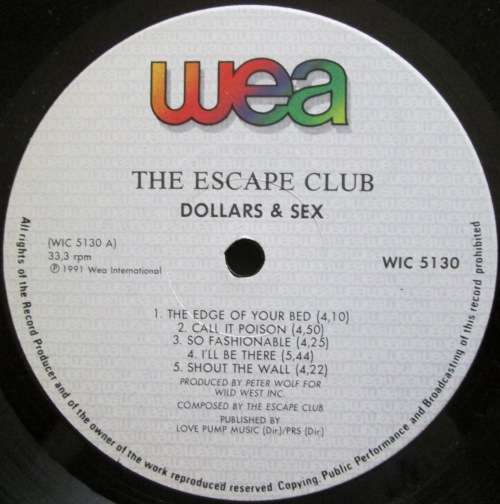 wea
THE ESCAPE CLUB
DOLLARS & SEX
(WIC 5130 A)
33,3 rpm
℗ 1991 Wea International
WIC 5130
1. THE EDGE OF YOUR BED (4,10)
2. CALL IT POISON (4,50)
3. SO FASHIONABLE (4,25)
4. I'LL BE THERE (5,44)
5. SHOUT THE WALL (4,22)
PRODUCED BY PETER WOLF FOR
WILD WEST INC.
COMPOSED BY THE ESCAPE CLUB
PUBLISHED BY
LOVE PUMP MUSIC (Dir.)/PRS (Dir.)
All rights of the Record Producer and of the owner of the work reproduced reserved. Copying, Public Performance and Broadcasting of this record prohibited